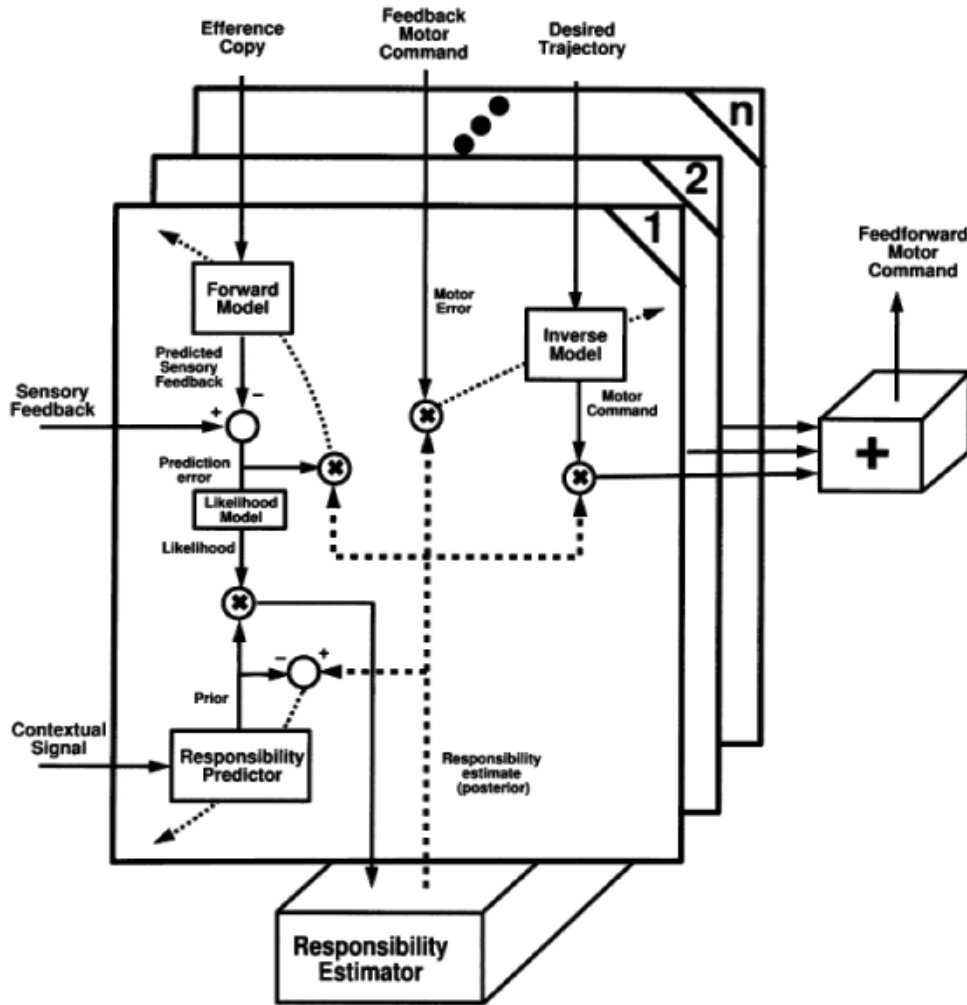 Efference
Copy
Feedback
Motor
Command
Desired
Trajectory
n
2
1
Feedforward
Motor
Command
Forward
Model
Motor
Error
Inverse
Model
Predicted
Sensory
Feedback
−
+
Sensory
Feedback
Motor
Command
+
Prediction
error
Likelihood
Model
Likelihood
− +
Prior
Contextual
Signal
Responsibility
Predictor
Responsibility
estimate
(posterior)
Responsibility
Estimator